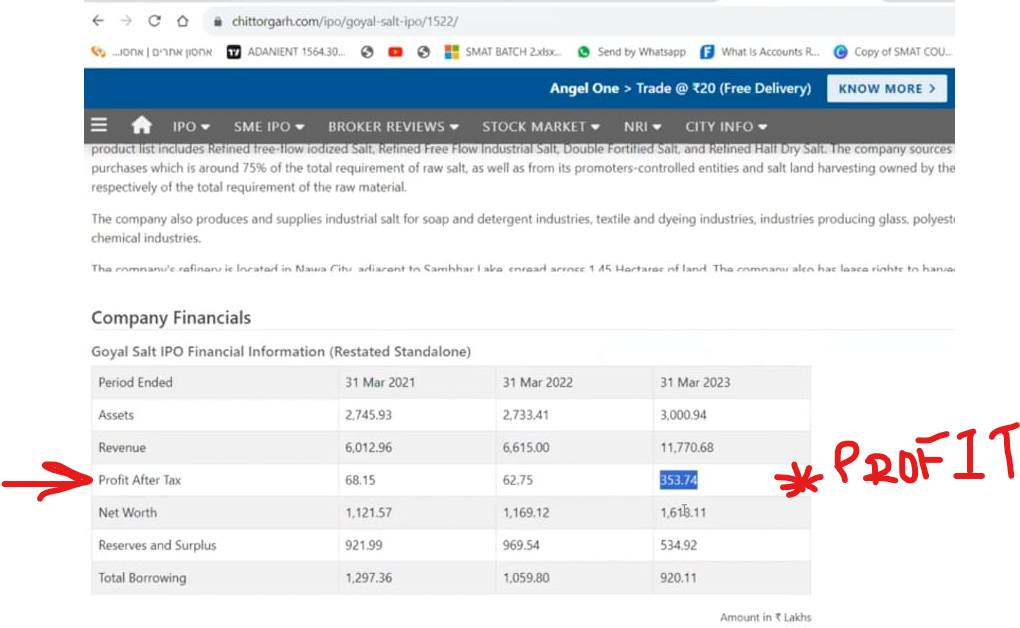 chittorgarh.com/ipo/goyal-salt-ipo/1522/
...אחסון אתרים | אחסו ADANIENT 1564.30... SMAT BATCH 2.xlsx... Send by Whatsapp What Is Accounts R... Copy of SMAT COU...
Angel One > Trade @ ₹20 (Free Delivery) KNOW MORE >
IPO SME IPO BROKER REVIEWS STOCK MARKET NRI CITY INFO
product list includes Refined free-flow iodized Salt, Refined Free Flow Industrial Salt, Double Fortified Salt, and Refined Half Dry Salt. The company sources
purchases which is around 75% of the total requirement of raw salt, as well as from its promoters-controlled entities and salt land harvesting owned by the
respectively of the total requirement of the raw material.
The company also produces and supplies industrial salt for soap and detergent industries, textile and dyeing industries, industries producing glass, polyest
chemical industries.
The company's refinery is located in Nawa City, adjacent to Sambhar Lake, spread across 1.45 Hectares of land. The company also has lease rights to harve
Company Financials
Goyal Salt IPO Financial Information (Restated Standalone)
Period Ended 31 Mar 2021 31 Mar 2022 31 Mar 2023
Assets 2,745.93 2,733.41 3,000.94
Revenue 6,012.96 6,615.00 11,770.68
Profit After Tax 68.15 62.75 353.74 * PROFIT
Net Worth 1,121.57 1,169.12
Reserves and Surplus 921.99 969.54 534.92
Total Borrowing 1,297.36 1,059.80 920.11
Amount in ₹ Lakhs